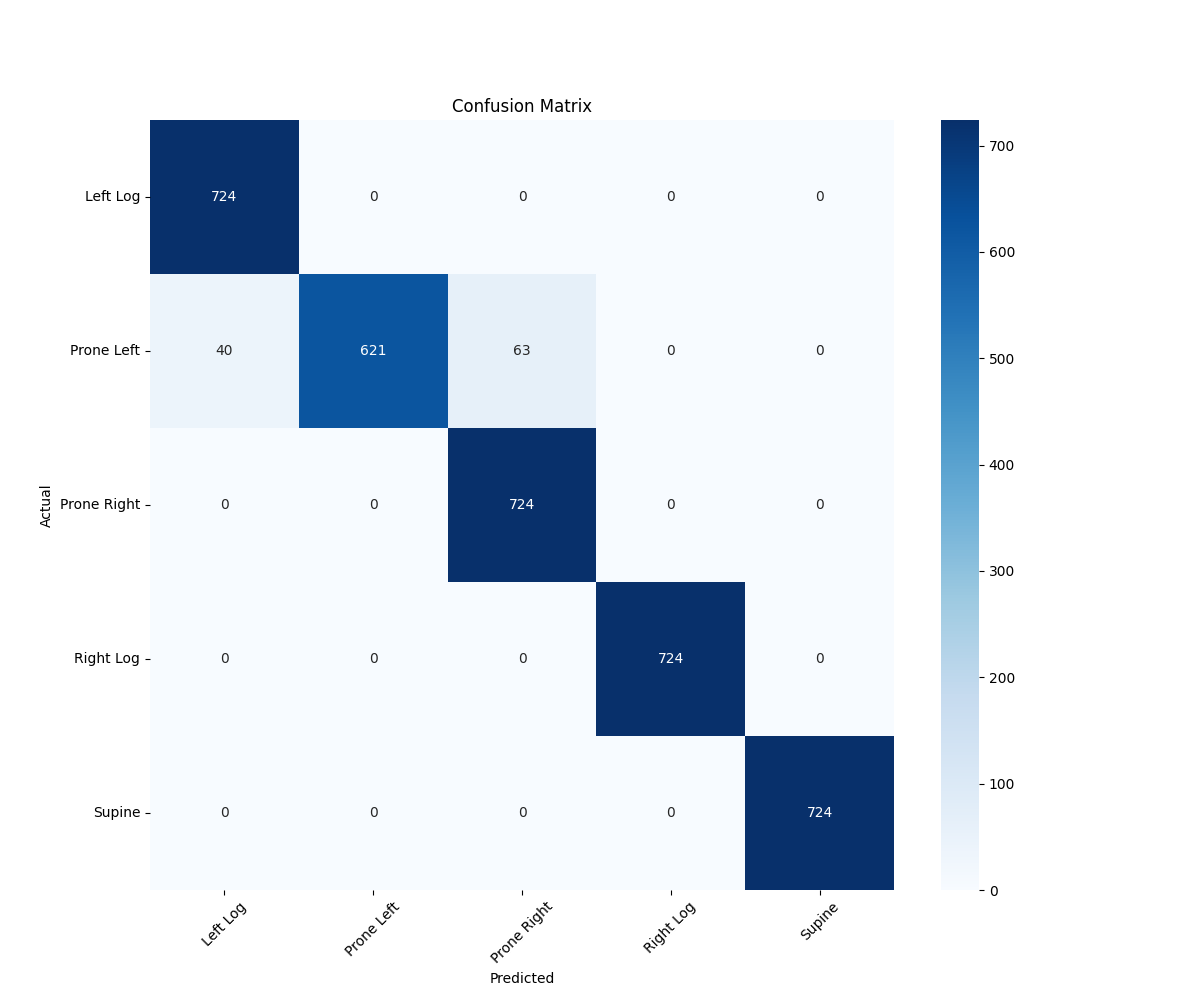 Confusion Matrix
Left Log 724 0 0 0 0
Prone Left 40 621 63 0 0
Prone Right 0 0 724 0 0
Right Log 0 0 0 724 0
Supine 0 0 0 0 724
Actual
Left Log Prone Left Prone Right Right Log Supine
Predicted
700
600
500
400
300
200
100
0